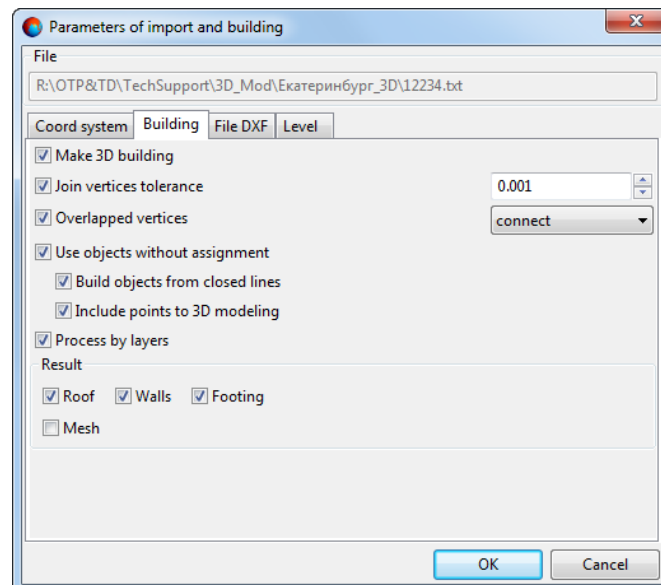 Parameters of import and building
File
R:\OTP&TD\TechSupport\3D_Mod\Екатеринбург_3D\12234.txt
Coord system Building File DXF Level
Make 3D building
Join vertices tolerance 0.001
Overlapped vertices connect
Use objects without assignment
Build objects from closed lines
Include points to 3D modeling
Process by layers
Result
Roof Walls Footing
Mesh
OK Cancel